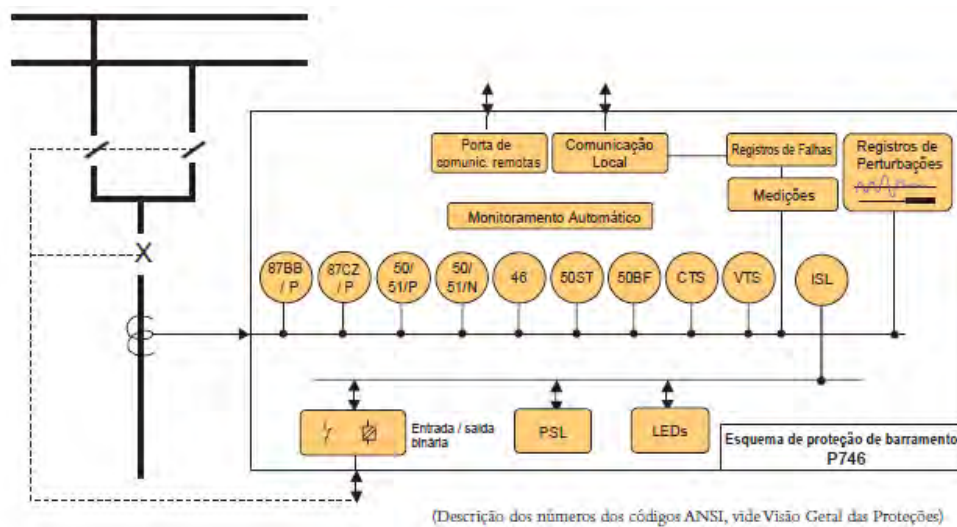 Porta de
comunic. remotas
Comunicação
Local
Registros de Falhas
Registros de
Perturbações
Medições
Monitoramento Automático
87BB
/ P
87CZ
/ P
50/
51/P
50/
51/N
46
50ST
50BF
CTS
VTS
ISL
Entrada / saída
binária
PSL
LEDs
Esquema de proteção de barramento
P746
(Descrição dos números dos códigos ANSI, vide Visão Geral das Proteções)